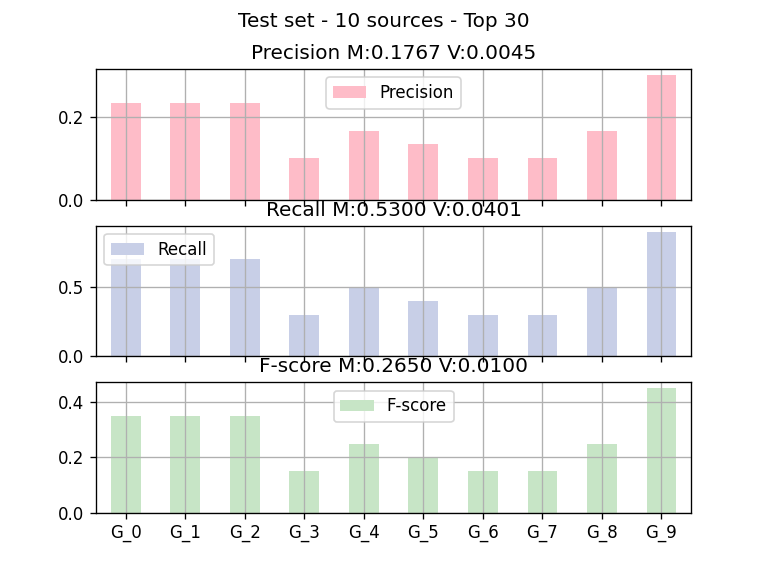 Test set - 10 sources - Top 30
Precision M:0.1767 V:0.0045
Precision
0.2
0.0
Recall M:0.5300 V:0.0401
Recall
0.5
0.0
F-score M:0.2650 V:0.0100
F-score
0.4
0.2
0.0
G_0 G_1 G_2 G_3 G_4 G_5 G_6 G_7 G_8 G_9